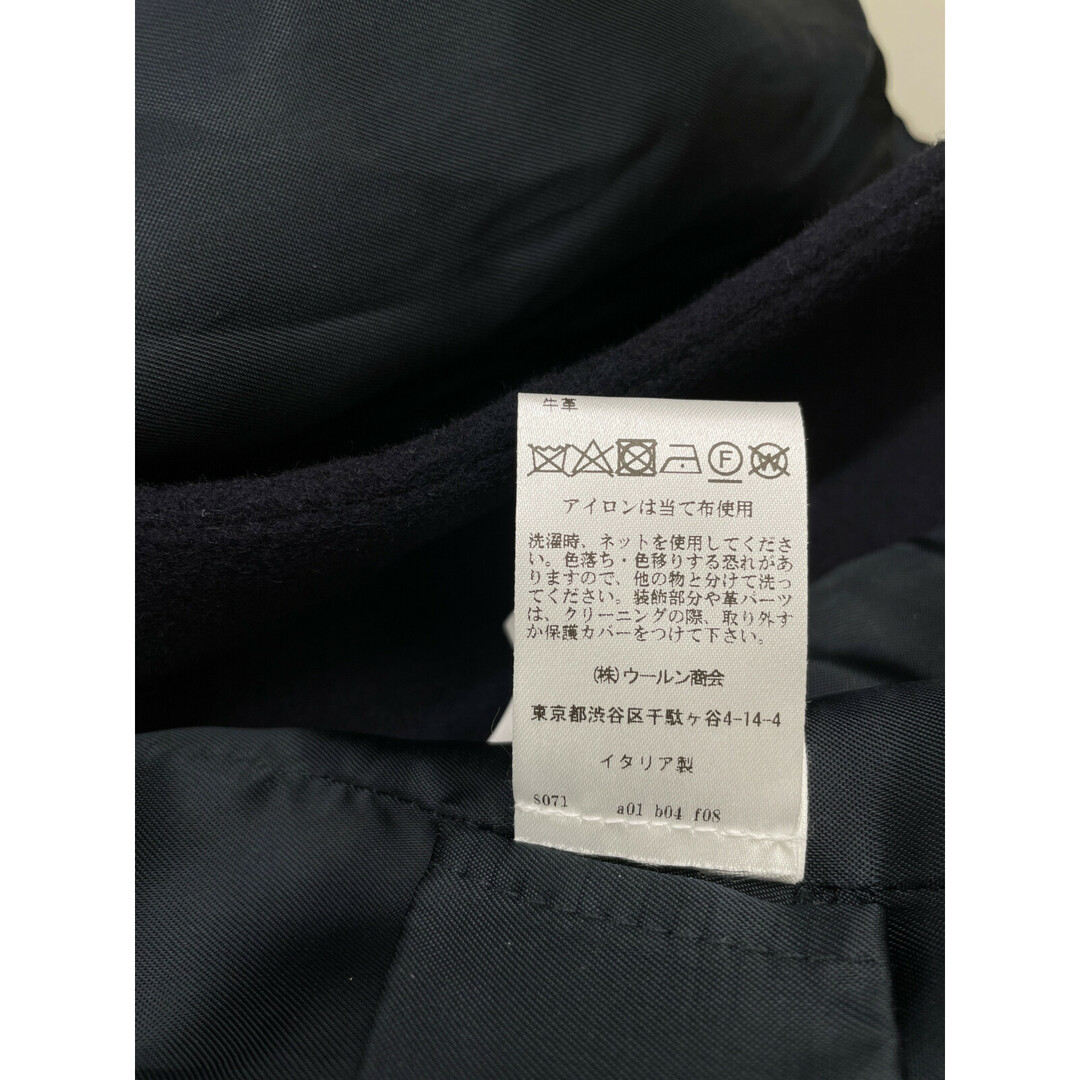 牛革
F W
アイロンは当て布使用
洗濯時、ネットを使用してくださ
い。色落ち・色移りする恐れがあ
りますので、他の物と分けて洗っ
てください。装飾部分や革パーツ
は、クリーニングの際、取り外す
か保護カバーをつけて下さい。
(株)ウールン商会
東京都渋谷区千駄ヶ谷4-14-4
イタリア製
S071 a01 b04 f08